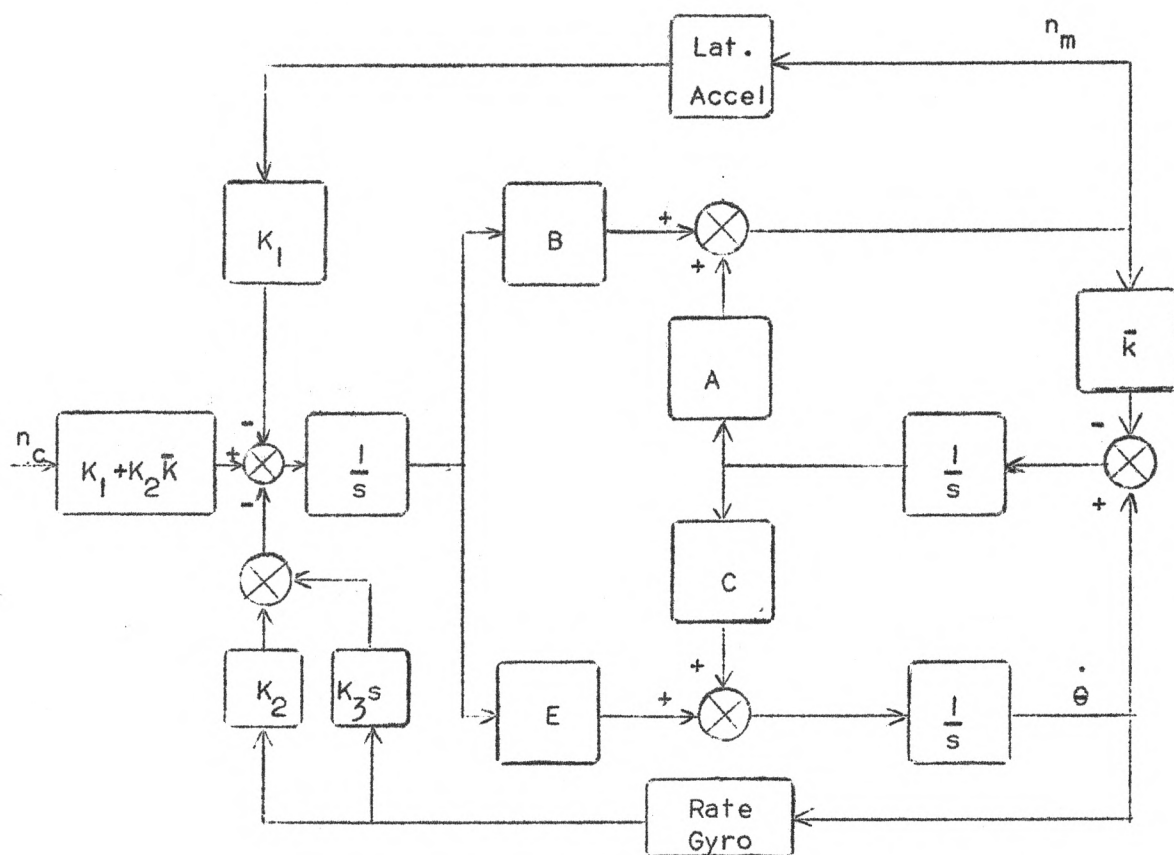 n_m
Lat.
Accel
K_1
B
+
+
A
k̄
n_c
K_1+K_2k̄
-
+
-
1/s
1/s
-
+
C
K_2
K_3s
E
+
+
1/s
θ̇
Rate
Gyro